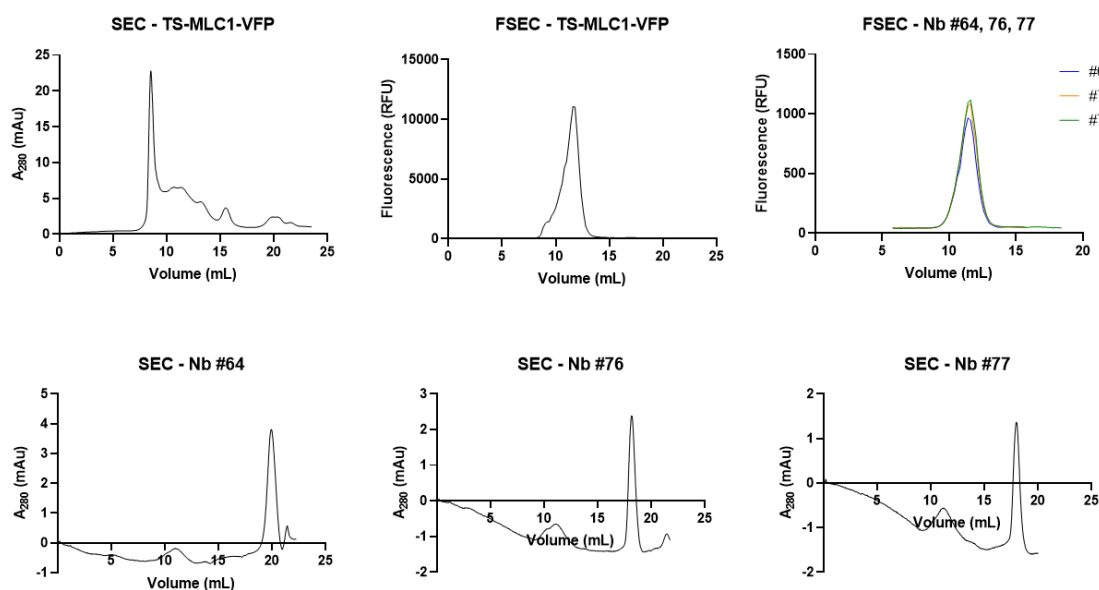 SEC - TS-MLC1-VFP
25
20
15
10
5
0
A280 (mAu)
0 5 10 15 20 25
Volume (mL)
FSEC - TS-MLC1-VFP
15000
10000
5000
0
Fluorescence (RFU)
0 5 10 15 20 25
Volume (mL)
FSEC - Nb #64, 76, 77
1500
1000
500
0
Fluorescence (RFU)
0 5 10 15 20
Volume (mL)
SEC - Nb #64
5
4
3
2
1
0
-1
A280 (mAu)
5 10 15 20 25
Volume (mL)
SEC - Nb #76
3
2
1
0
-1
-2
A280 (mAu)
5 10 15 20 25
Volume (mL)
SEC - Nb #77
2
1
0
-1
-2
A280 (mAu)
5 10 15 20 25
Volume (mL)